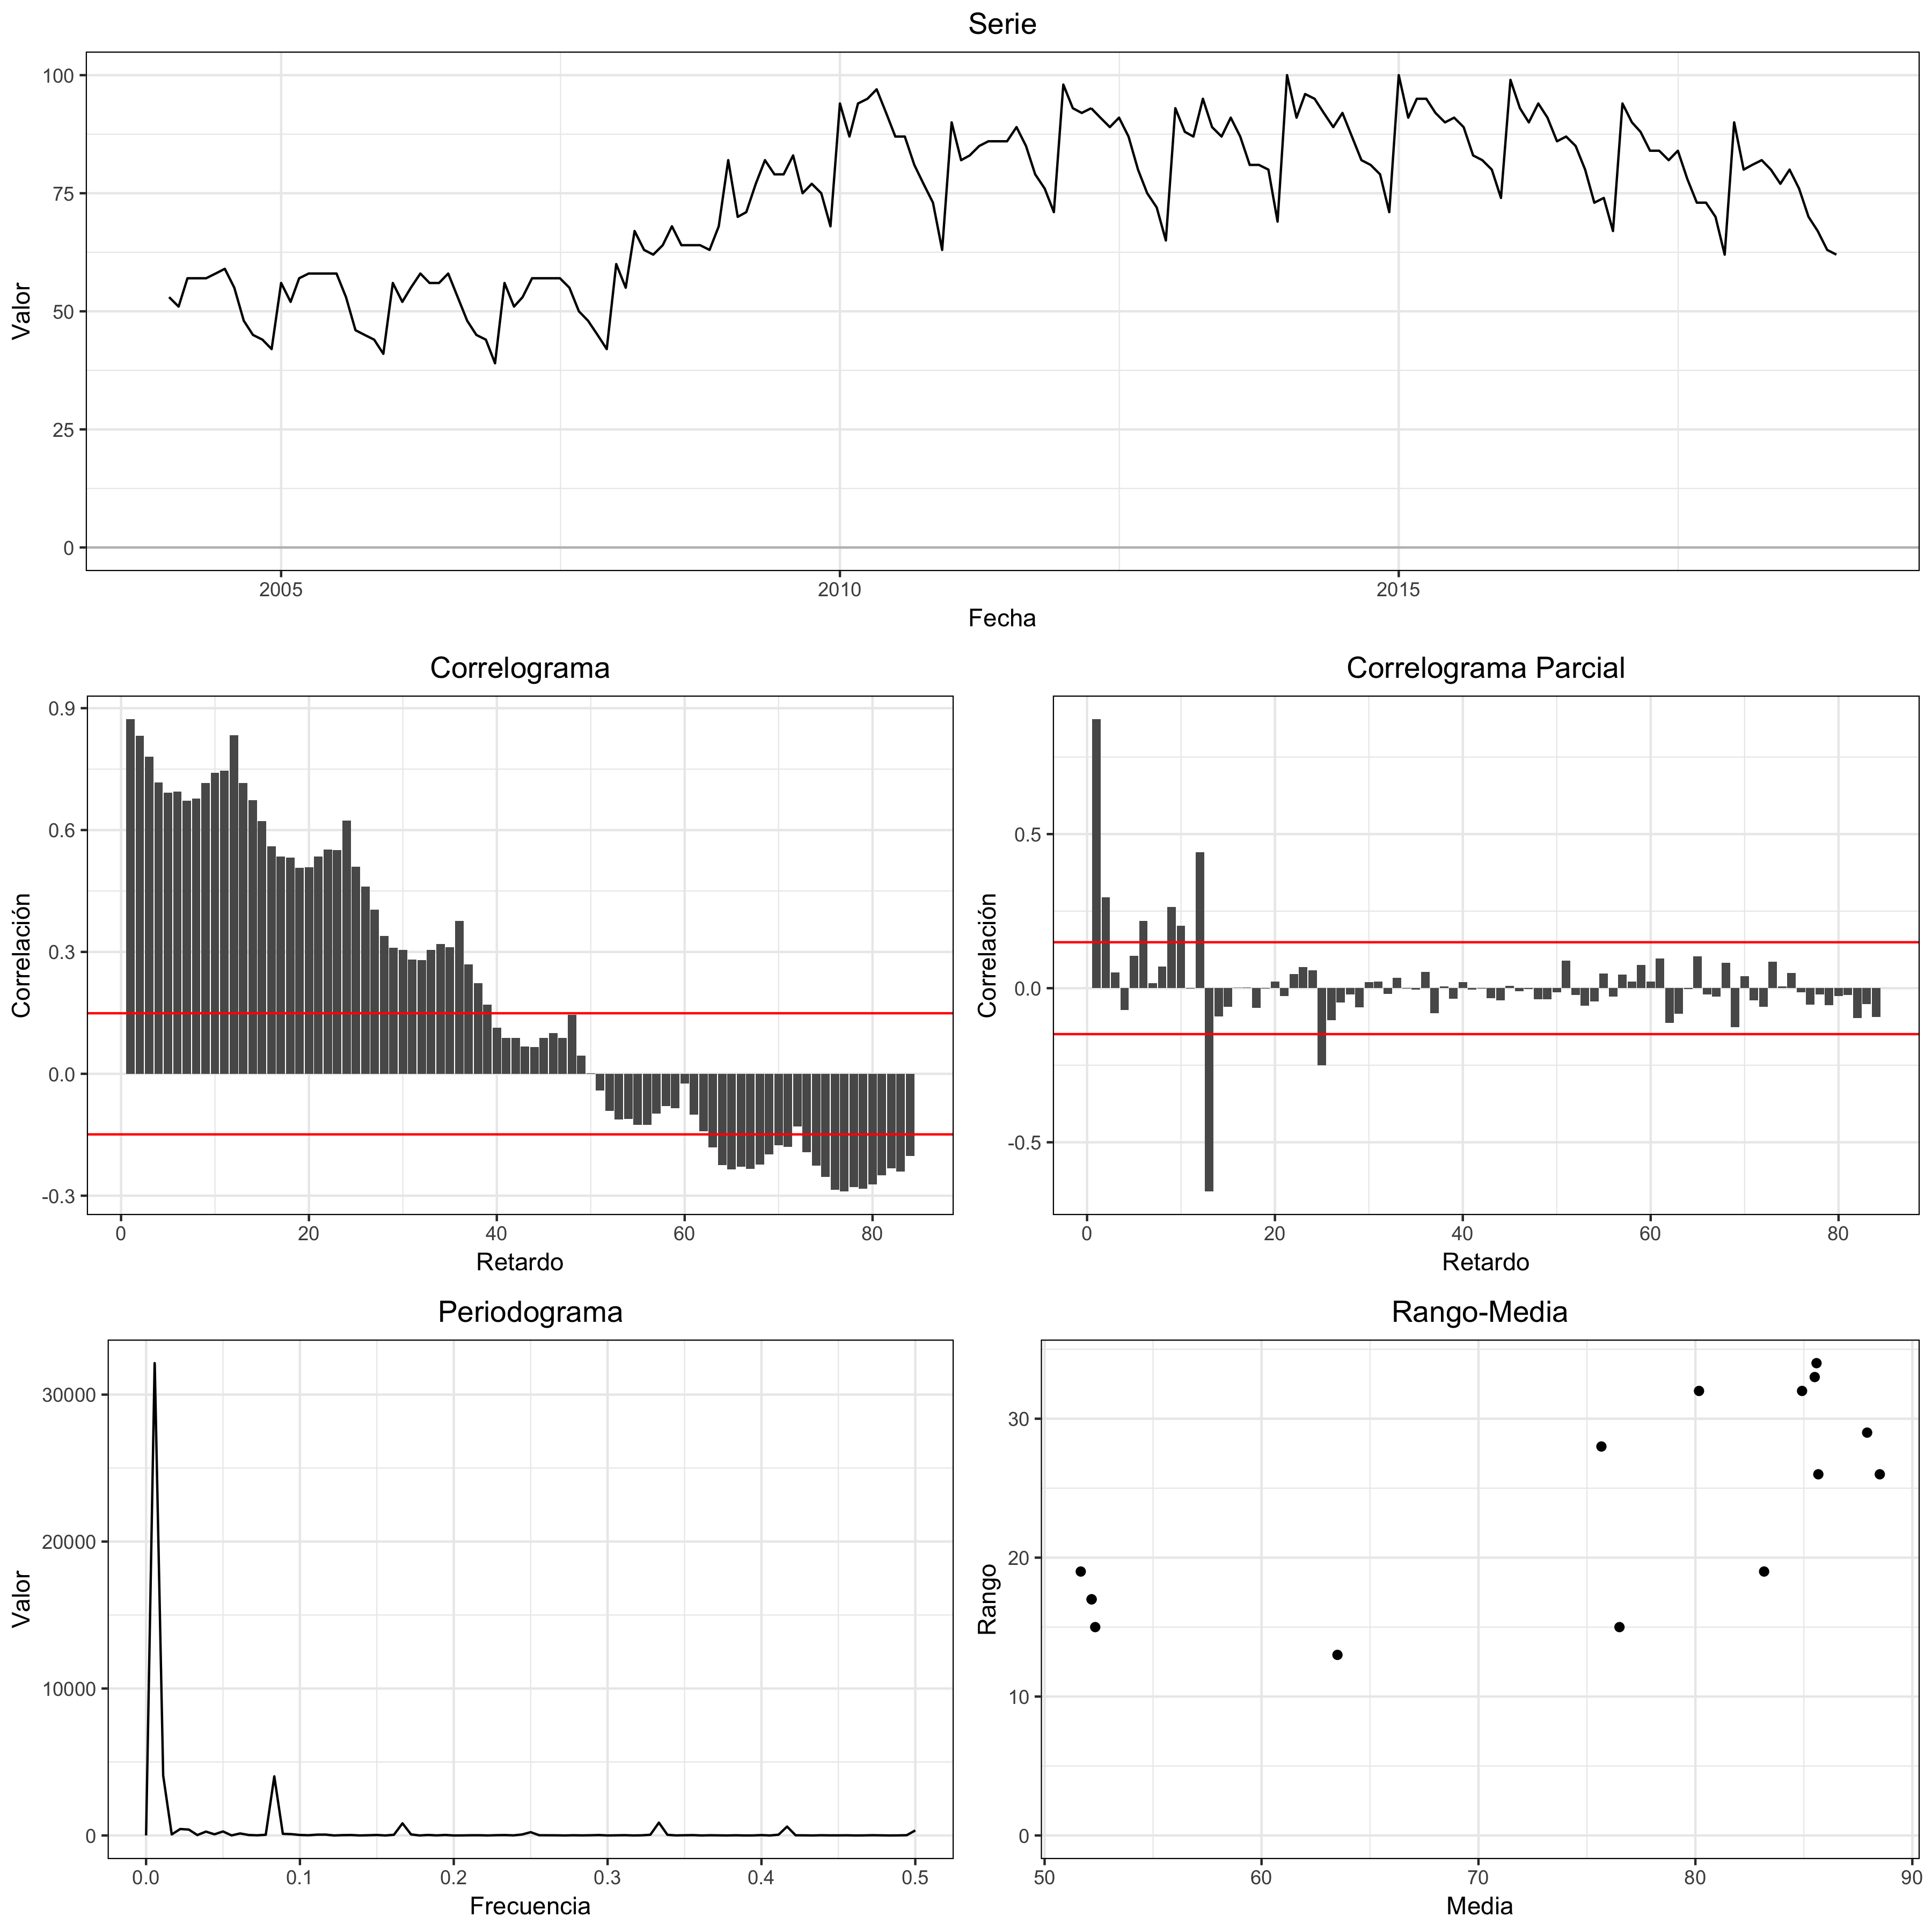 Serie
100
75
50
25
0
Valor
2005 2010 2015
Fecha
Correlograma
0.9
0.6
0.3
0.0
-0.3
Correlación
0 20 40 60 80
Retardo
Correlograma Parcial
0.5
0.0
-0.5
Correlación
0 20 40 60 80
Retardo
Periodograma
30000
20000
10000
0
Valor
0.0 0.1 0.2 0.3 0.4 0.5
Frecuencia
Rango-Media
30
20
10
0
Rango
50 60 70 80 90
Media